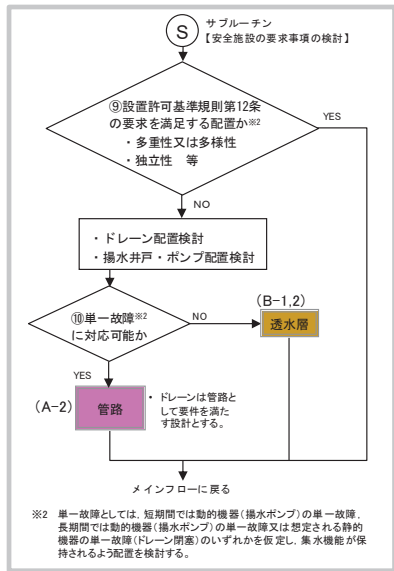 S
サブルーチン
【安全施設の要求事項の検討】
⑨設置許可基準規則第12条
の要求を満足する配置か※2
・多重性又は多様性
・独立性 等
YES
NO
・ドレーン配置検討
・揚水井戸・ポンプ配置検討
⑩単一故障※2
に対応可能か
NO
(B-1,2)
透水層
YES
(A-2)
管路
・ドレーンは管路と
して要件を満た
す設計とする。
メインフローに戻る
※2 単一故障としては，短期間では動的機器(揚水ポンプ)の単一故障，
長期間では動的機器(揚水ポンプ)の単一故障又は想定される静的
機器の単一故障(ドレーン閉塞)のいずれかを仮定し，集水機能が保
持されるよう配置を検討する。